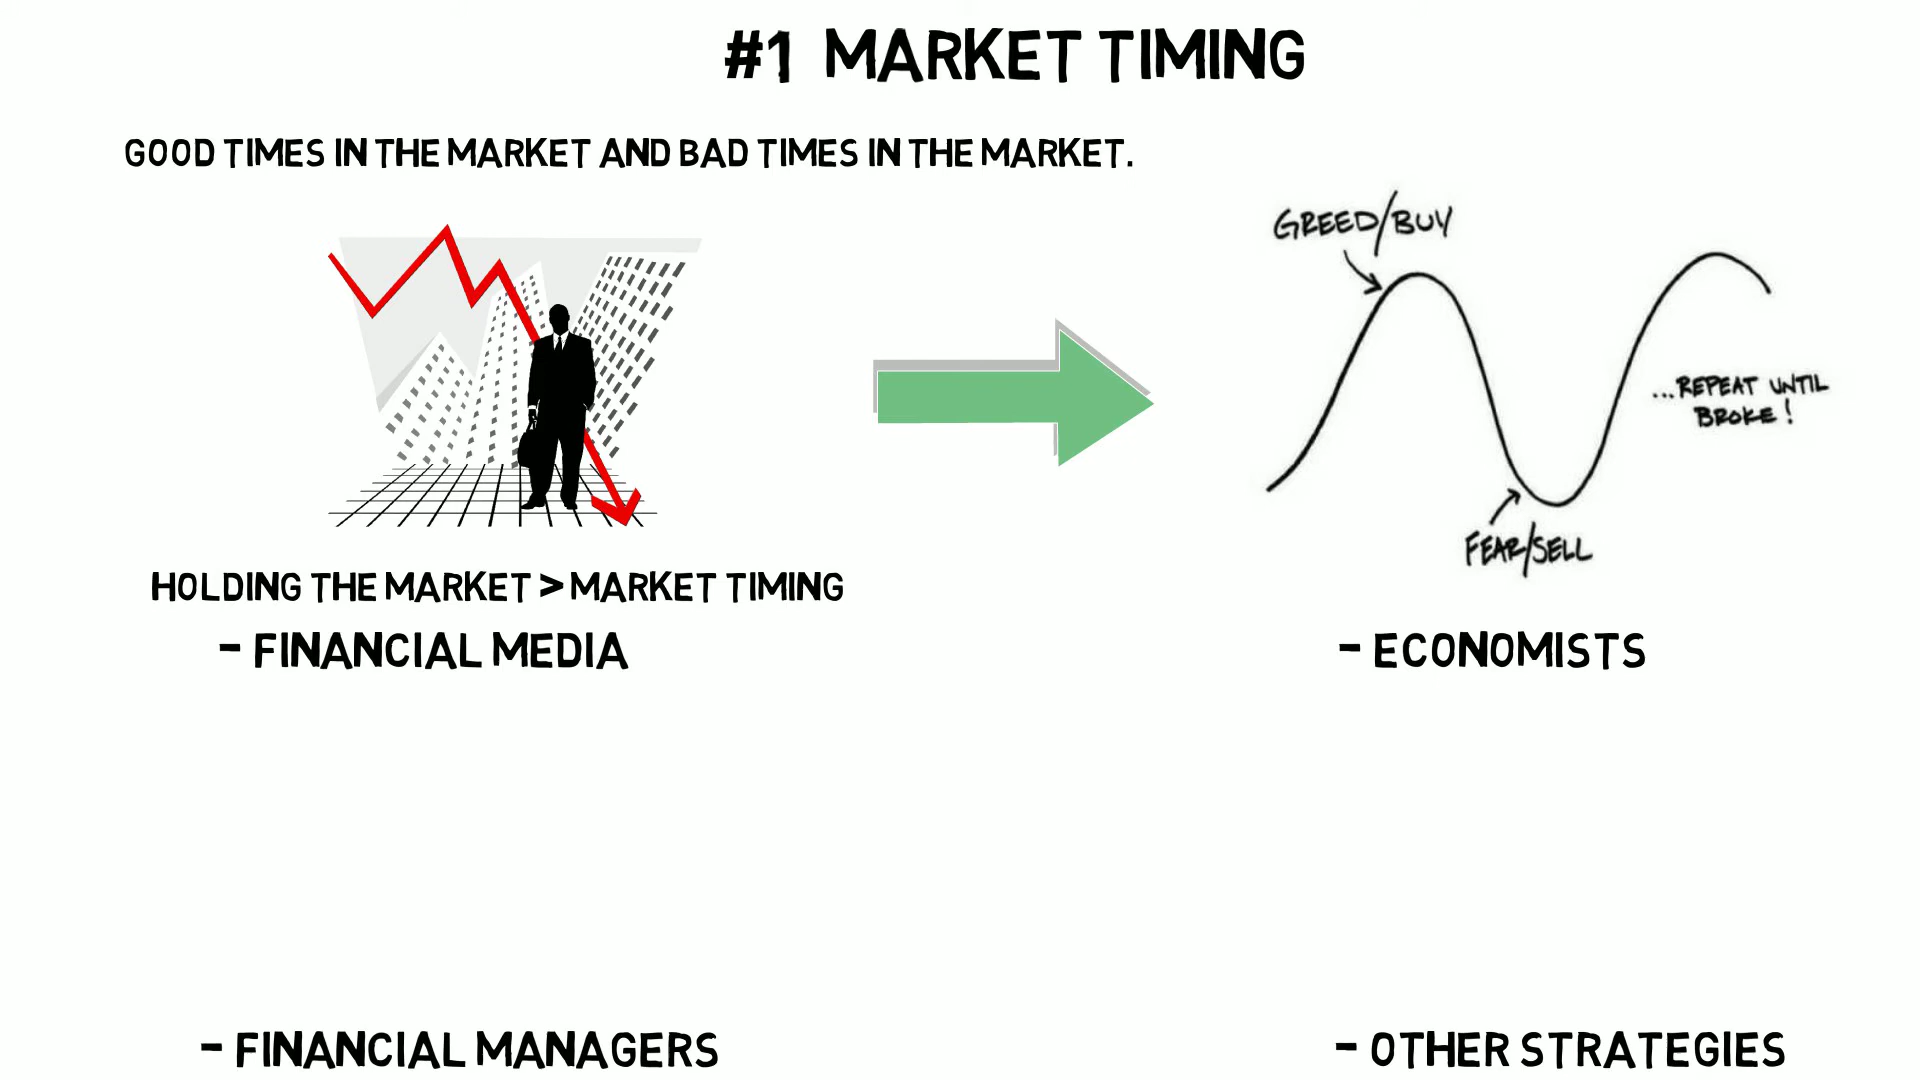 #1 MARKET TIMING
GOOD TIMES IN THE MARKET AND BAD TIMES IN THE MARKET.
GREED/BUY
...REPEAT UNTIL
BROKE!
FEAR/SELL
HOLDING THE MARKET > MARKET TIMING
- FINANCIAL MEDIA
- ECONOMISTS
- FINANCIAL MANAGERS
- OTHER STRATEGIES